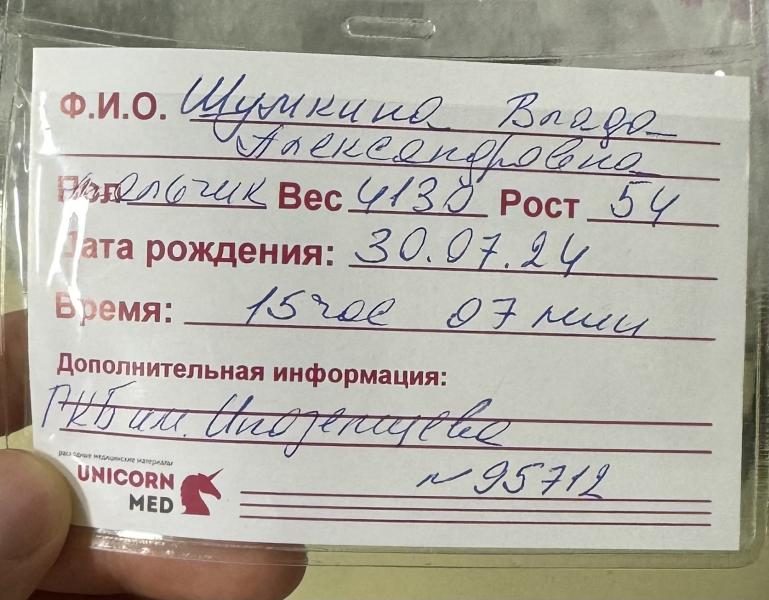 Ф.И.О. Шумкина Влада
Александровна
Пол мальчик Вес 4130 Рост 54
Дата рождения: 30.07.24
Время: 15 час 07 мин
Дополнительная информация:
ГКБ им. Иноземцева
расходные медицинские материалы
UNICORN
MED
N 95712